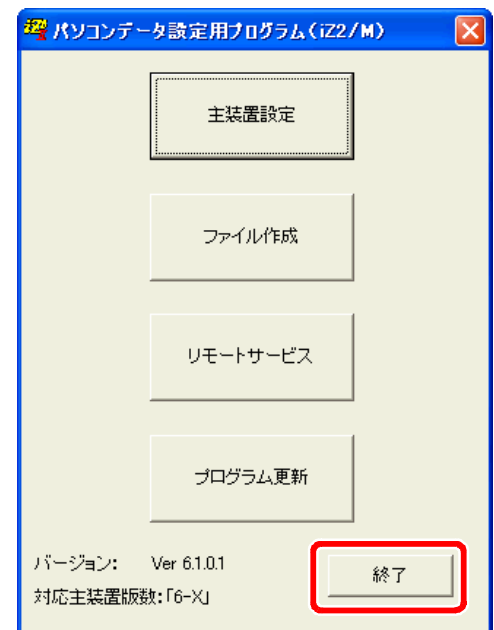 パソコンデータ設定用プログラム(iZ2/M)
主装置設定
ファイル作成
リモートサービス
プログラム更新
バージョン: Ver 6.1.0.1
対応主装置版数:「6-X」
終了